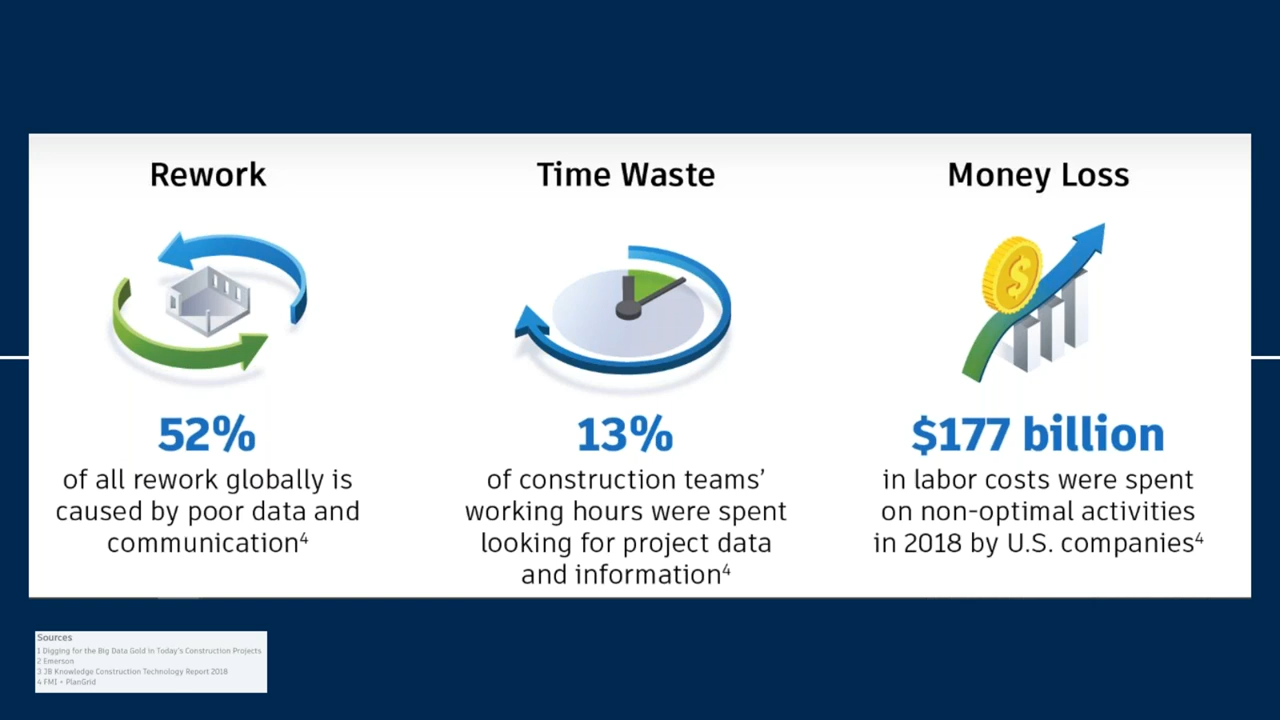 Rework
52%
of all rework globally is
caused by poor data and
communication⁴
Time Waste
13%
of construction teams’
working hours were spent
looking for project data
and information⁴
Money Loss
$
$177 billion
in labor costs were spent
on non-optimal activities
in 2018 by U.S. companies⁴
Sources
1 Digging for the Big Data Gold in Today's Construction Projects
2 Emerson
3 JB Knowledge Construction Technology Report 2018
4 FMI + PlanGrid